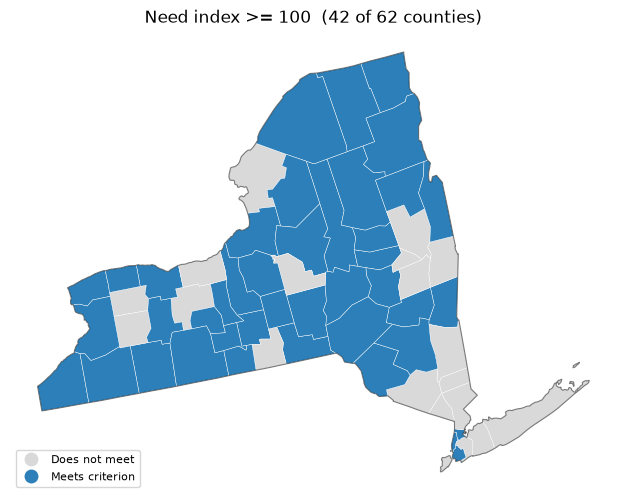 Need index >= 100  (42 of 62 counties)
Does not meet
Meets criterion